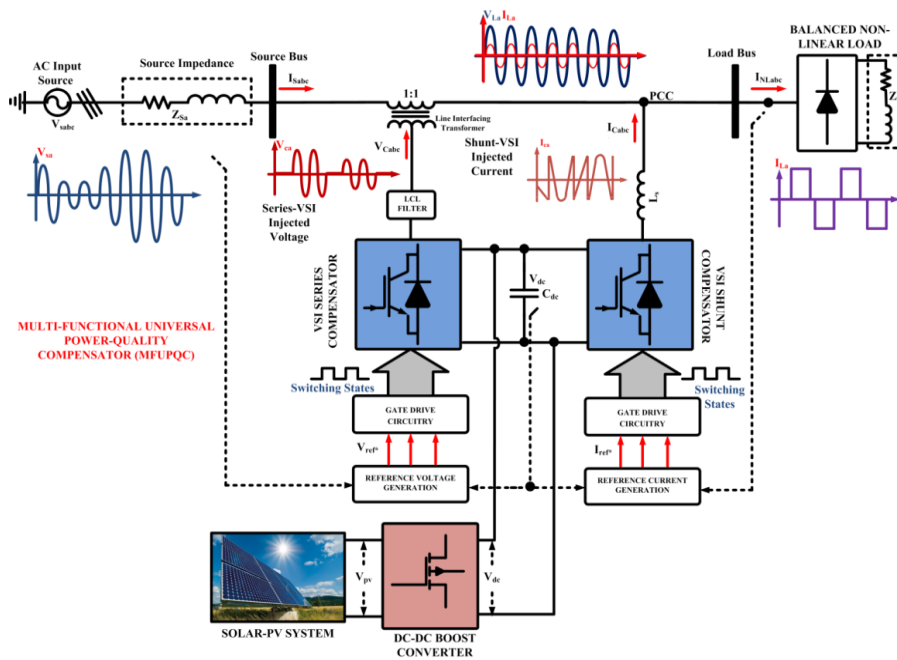 AC Input
Source
Vsabc
Source Impedance
ZSa
Source Bus
ISabc
1:1
Line Interfacing
Transformer
VCabc
VLa ILa
PCC
ICabc
Load Bus
INLabc
BALANCED NON-
LINEAR LOAD
Z
Vsa
Vca
Series-VSI
Injected
Voltage
LCL
FILTER
Shunt-VSI
Injected
Current
Ica
Ls
ILa
VSI SERIES
COMPENSATOR
Vdc
Cdc
VSI SHUNT
COMPENSATOR
MULTI-FUNCTIONAL UNIVERSAL
POWER-QUALITY
COMPENSATOR (MFUPQC)
Switching States
Switching
States
GATE DRIVE
CIRCUITRY
GATE DRIVE
CIRCUITRY
Vref*
Iref*
REFERENCE VOLTAGE
GENERATION
REFERENCE CURRENT
GENERATION
Vpv
Vdc
SOLAR-PV SYSTEM
DC-DC BOOST
CONVERTER